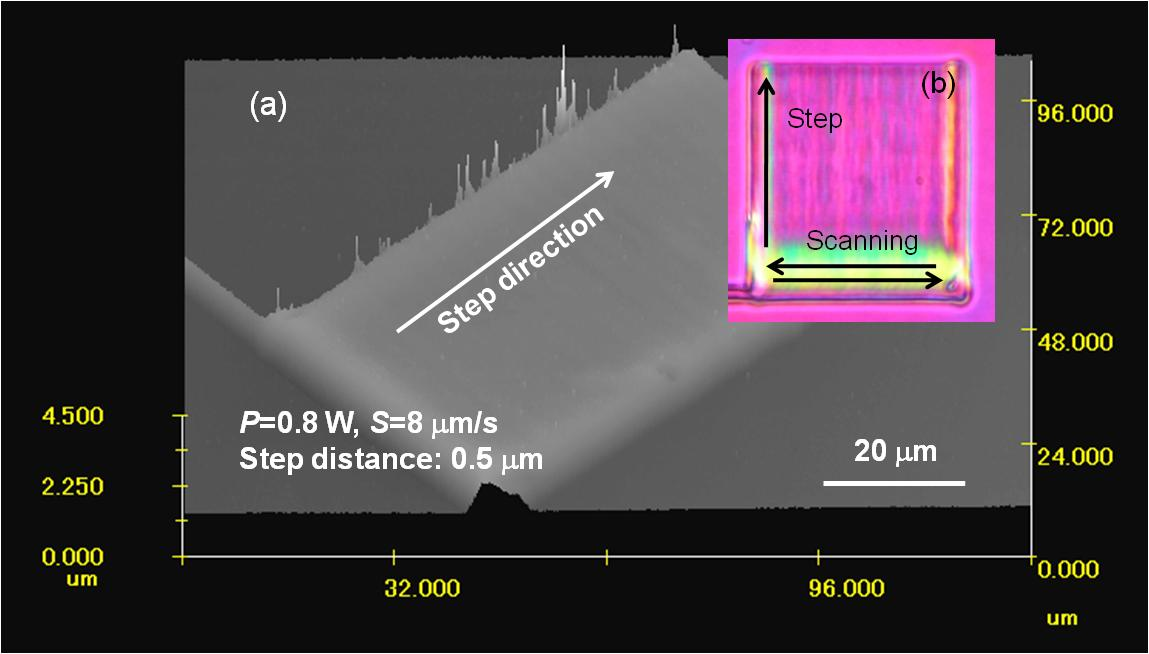 (a)
(b)
Step
Scanning
Step direction
P=0.8 W, S=8 μm/s
Step distance: 0.5 μm
20 μm
4.500
2.250
0.000
um
32.000
96.000
96.000
72.000
48.000
24.000
0.000
um